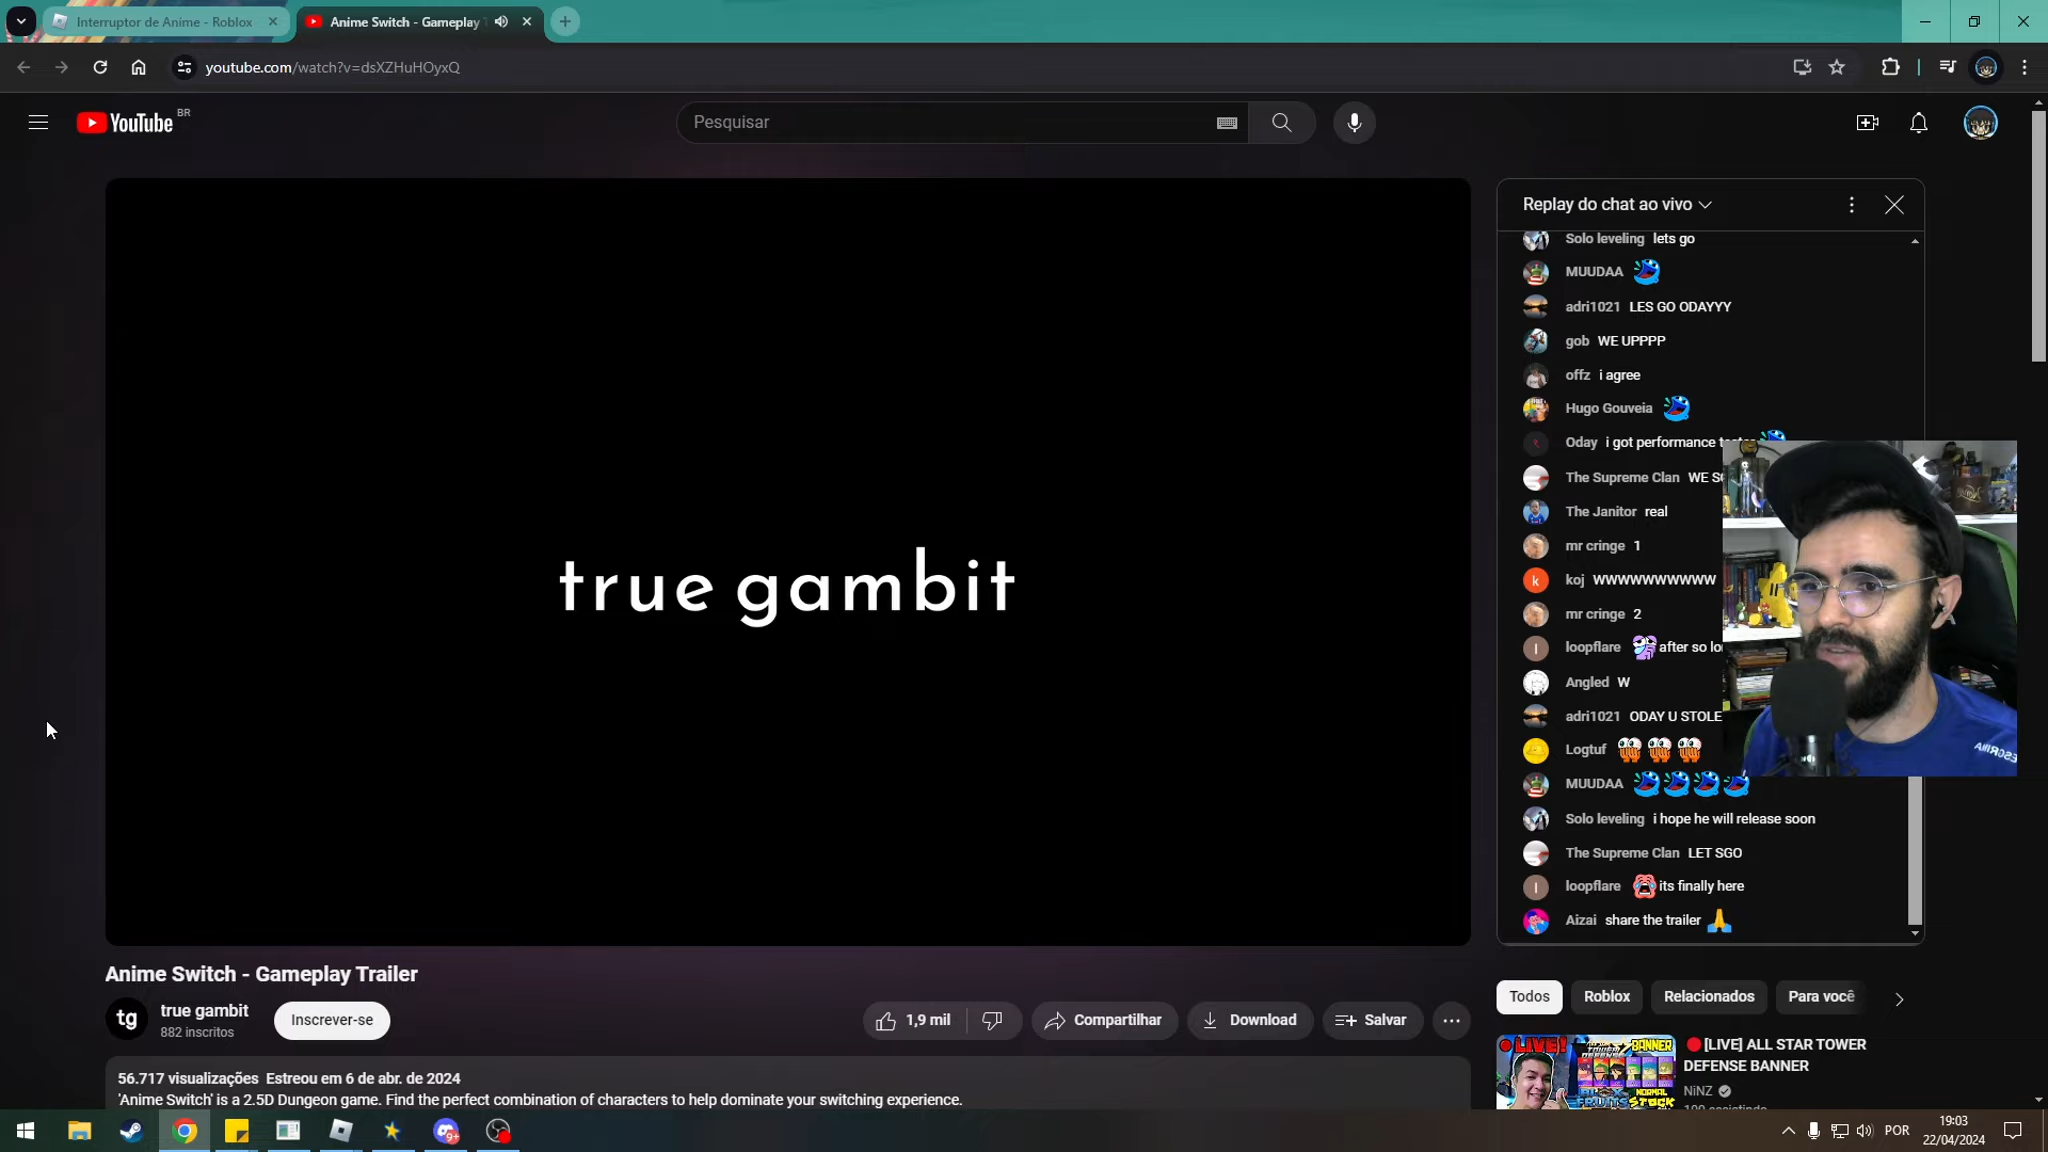 Interruptor de Anime - Roblox
Anime Switch - Gameplay T
youtube.com/watch?v=dsXZHuHOyxQ
YouTube BR
Pesquisar
true gambit
Replay do chat ao vivo
Solo leveling lets go
MUUDAA
adri1021 LES GO ODAYYY
gob WE UPPPP
offz i agree
Hugo Gouveia
Oday i got performance
The Supreme Clan WE
The Janitor real
mr cringe 1
k koj WWWWWWWWWW
mr cringe 2
l loopflare after so
Angled W
adri1021 ODAY U STOLE
Logtuf
MUUDAA
Solo leveling i hope he will release soon
The Supreme Clan LET SGO
l loopflare its finally here
Aizai share the trailer
Anime Switch - Gameplay Trailer
tg
true gambit
882 inscritos
Inscrever-se
1,9 mil
Compartilhar
Download
Salvar
56.717 visualizações Estreou em 6 de abr. de 2024
'Anime Switch' is a 2.5D Dungeon game. Find the perfect combination of characters to help dominate your switching experience.
Todos
Roblox
Relacionados
Para você
LIVE!
BANNER
STOCK
[LIVE] ALL STAR TOWER
DEFENSE BANNER
NiNZ
9+
POR
19:03
22/04/2024